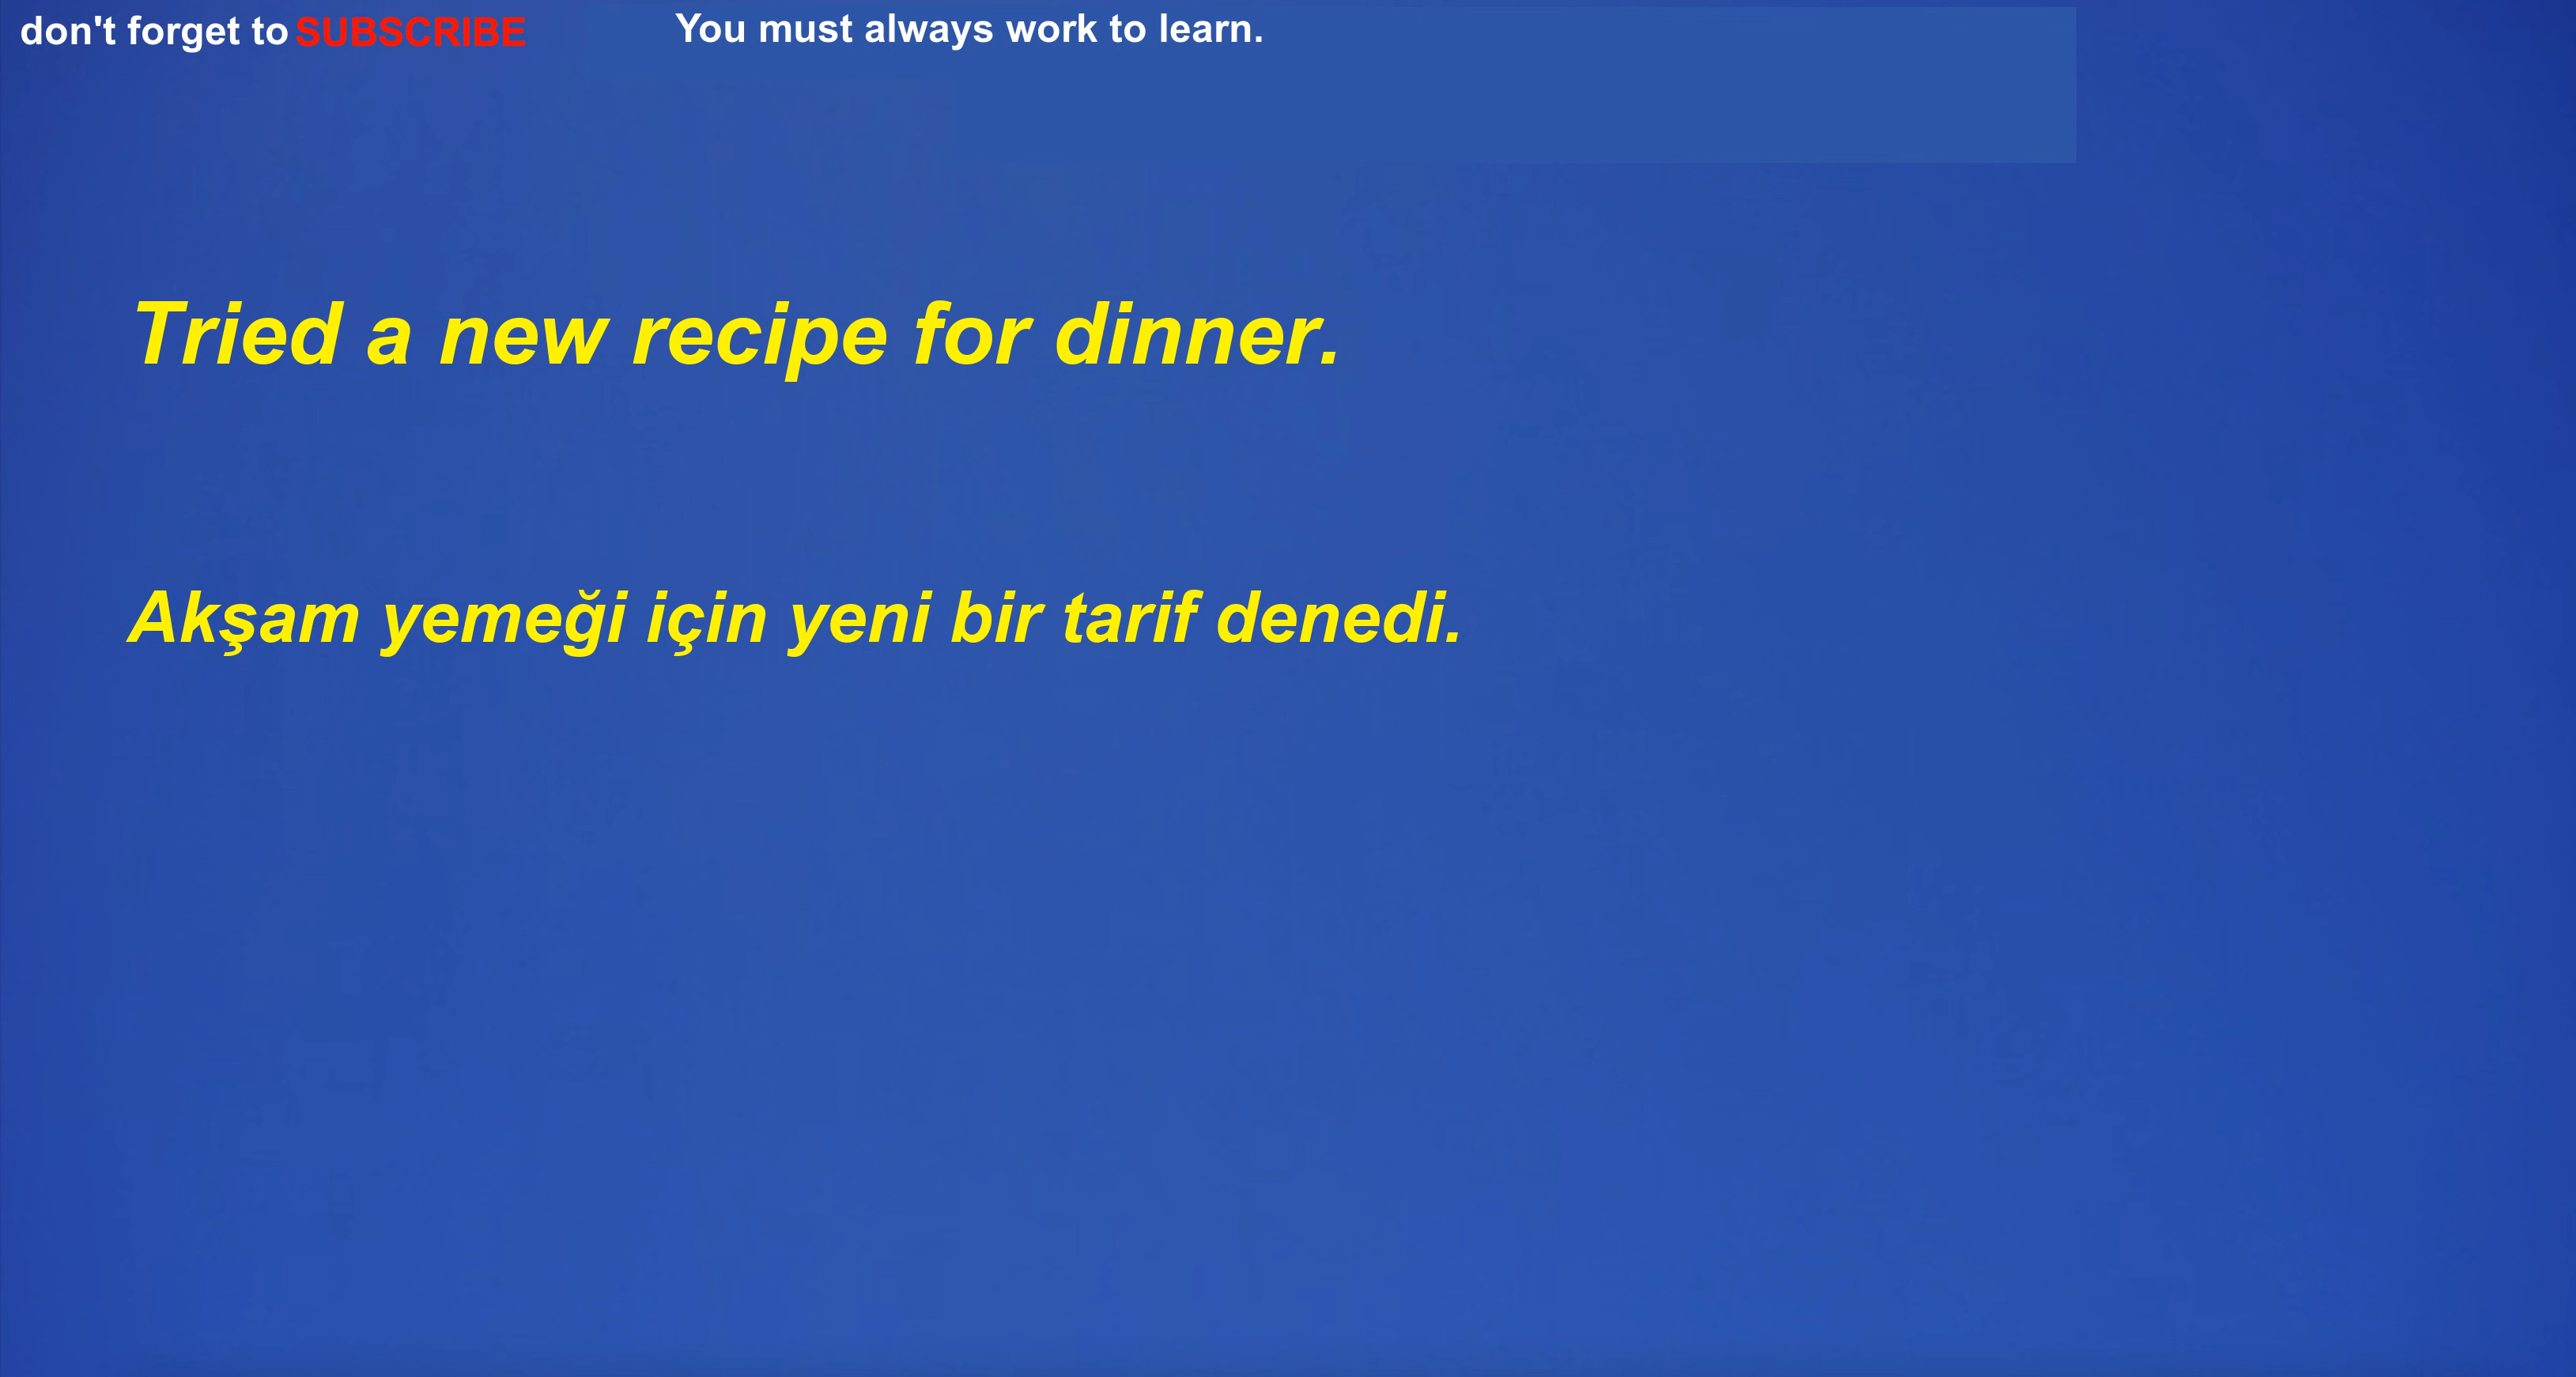 don't forget to SUBSCRIBE
You must always work to learn.
Tried a new recipe for dinner.
Akşam yemeği için yeni bir tarif denedi.